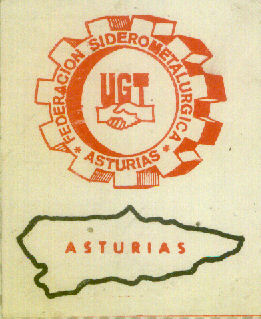 FEDERACION SIDEROMETALURGICA
UGT
* ASTURIAS *
ASTURIAS